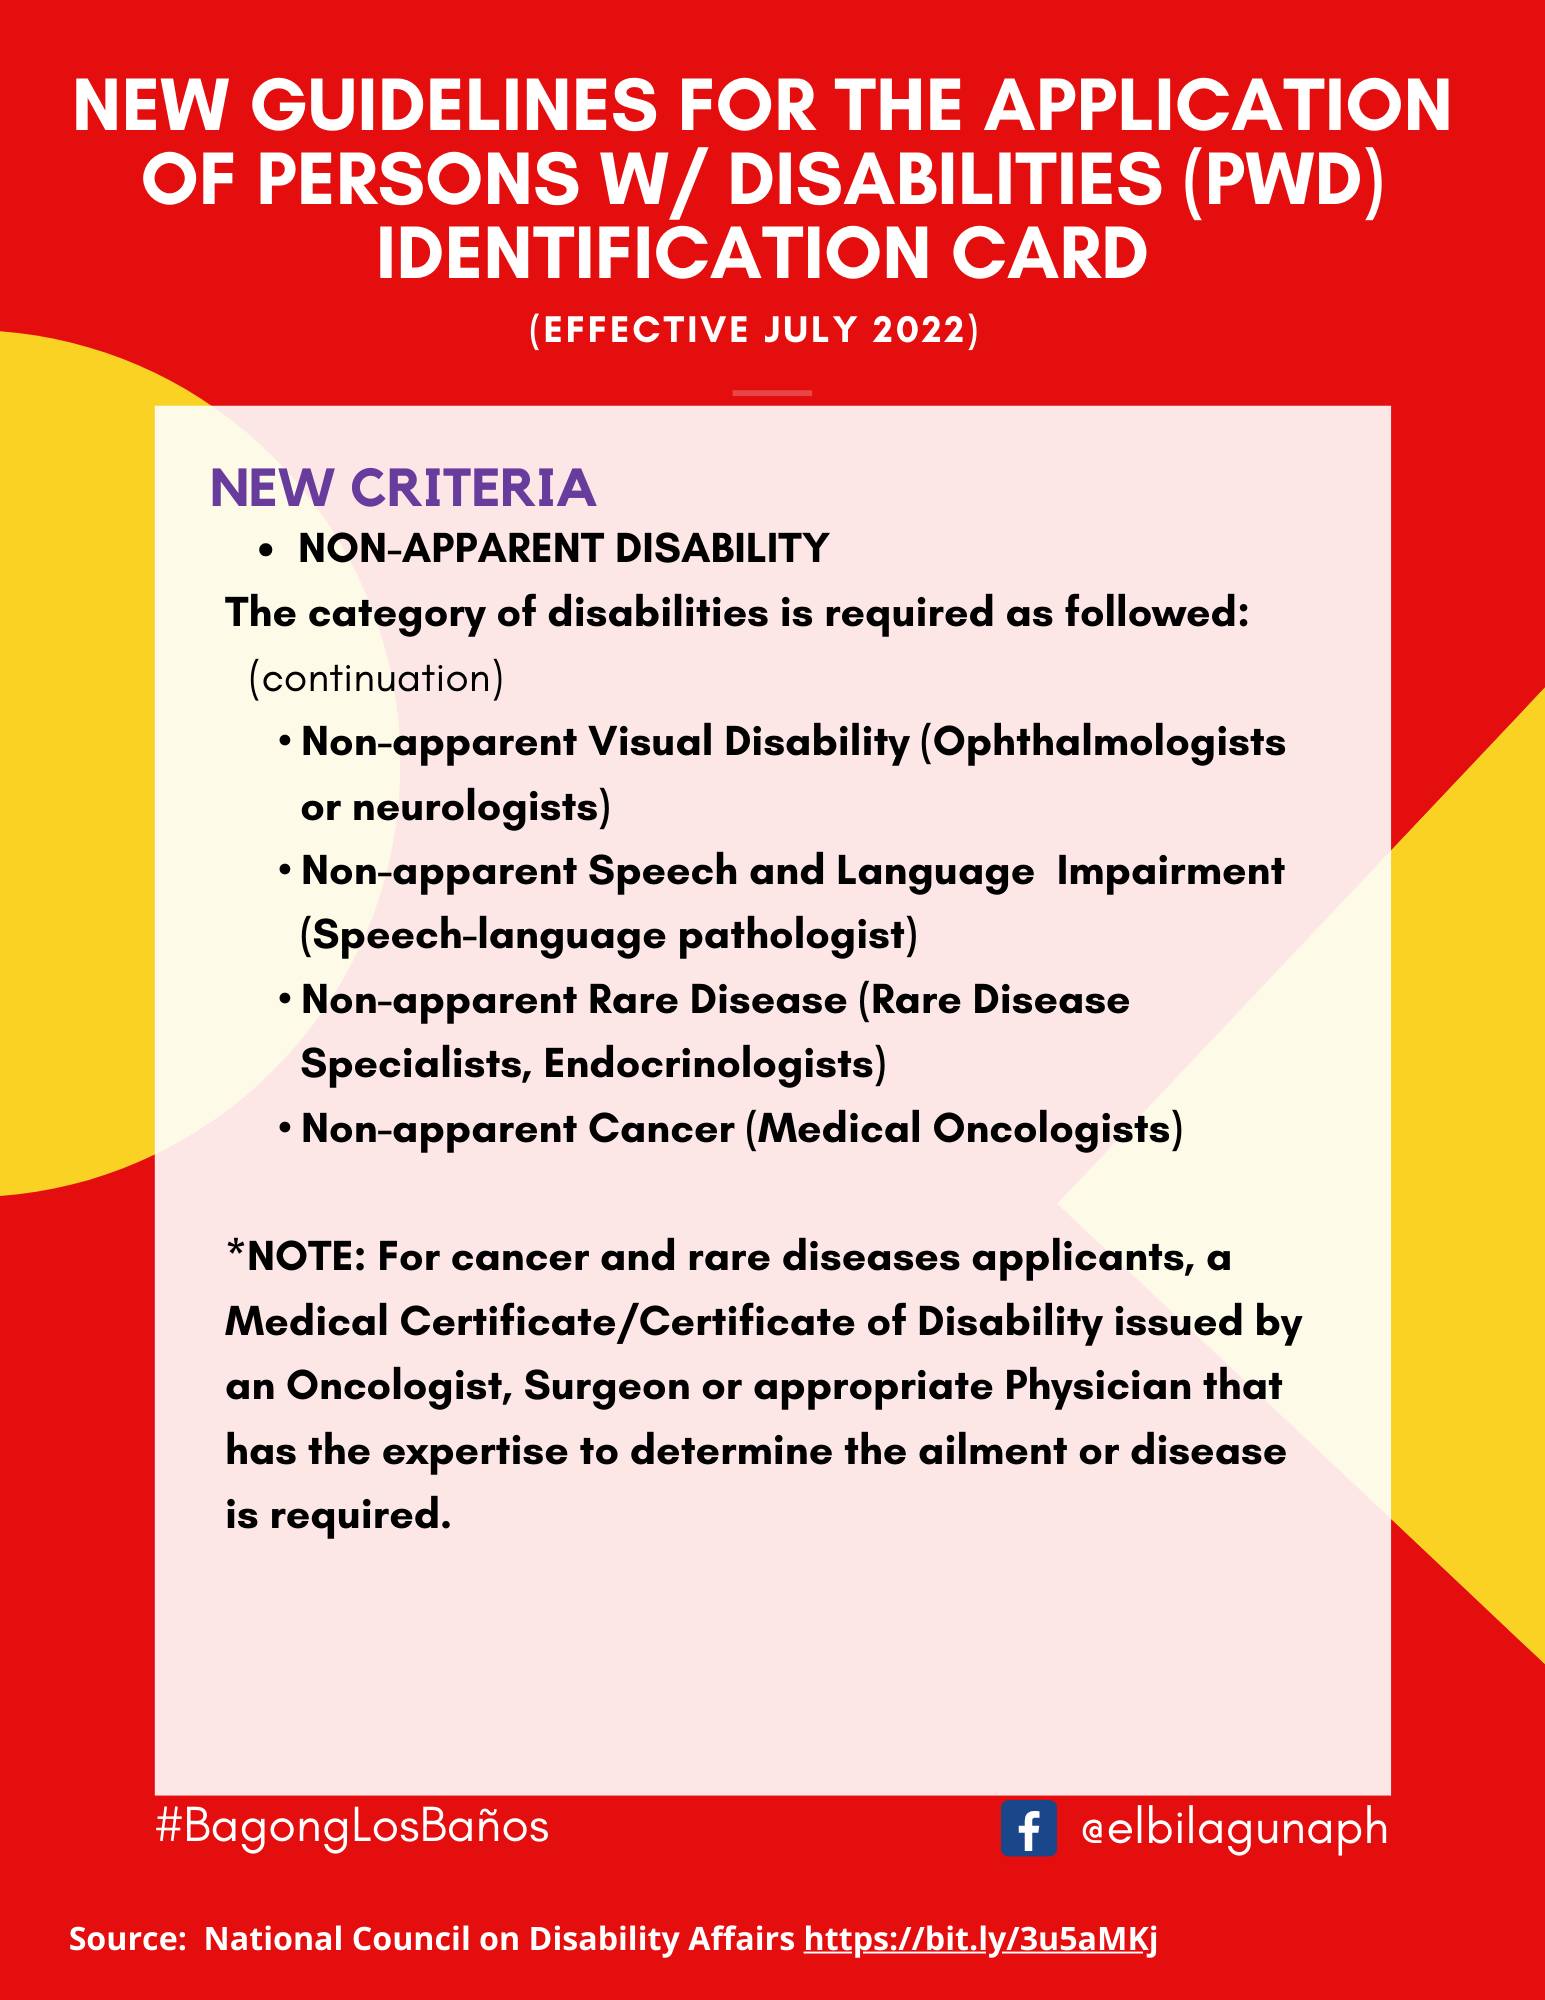 NEW GUIDELINES FOR THE APPLICATION
OF PERSONS W/ DISABILITIES (PWD)
IDENTIFICATION CARD
(EFFECTIVE JULY 2022)
NEW CRITERIA
• NON-APPARENT DISABILITY
The category of disabilities is required as followed:
(continuation)
• Non-apparent Visual Disability (Ophthalmologists
or neurologists)
• Non-apparent Speech and Language Impairment
(Speech-language pathologist)
• Non-apparent Rare Disease (Rare Disease
Specialists, Endocrinologists)
• Non-apparent Cancer (Medical Oncologists)
*NOTE: For cancer and rare diseases applicants, a
Medical Certificate/Certificate of Disability issued by
an Oncologist, Surgeon or appropriate Physician that
has the expertise to determine the ailment or disease
is required.
#BagongLosBaños
f @elbilagunaph
Source: National Council on Disability Affairs https://bit.ly/3u5aMKj